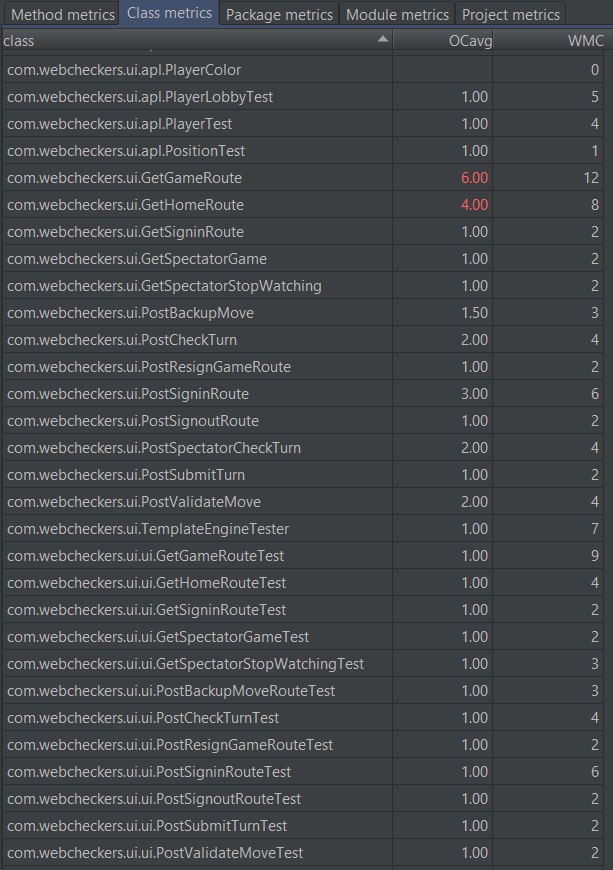 Method metrics Class metrics Package metrics Module metrics Project metrics
class OCavg WMC
com.webcheckers.ui.apl.PlayerColor 0
com.webcheckers.ui.apl.PlayerLobbyTest 1.00 5
com.webcheckers.ui.apl.PlayerTest 1.00 4
com.webcheckers.ui.apl.PositionTest 1.00 1
com.webcheckers.ui.GetGameRoute 6.00 12
com.webcheckers.ui.GetHomeRoute 4.00 8
com.webcheckers.ui.GetSigninRoute 1.00 2
com.webcheckers.ui.GetSpectatorGame 1.00 2
com.webcheckers.ui.GetSpectatorStopWatching 1.00 2
com.webcheckers.ui.PostBackupMove 1.50 3
com.webcheckers.ui.PostCheckTurn 2.00 4
com.webcheckers.ui.PostResignGameRoute 1.00 2
com.webcheckers.ui.PostSigninRoute 3.00 6
com.webcheckers.ui.PostSignoutRoute 1.00 2
com.webcheckers.ui.PostSpectatorCheckTurn 2.00 4
com.webcheckers.ui.PostSubmitTurn 1.00 2
com.webcheckers.ui.PostValidateMove 2.00 4
com.webcheckers.ui.TemplateEngineTester 1.00 7
com.webcheckers.ui.ui.GetGameRouteTest 1.00 9
com.webcheckers.ui.ui.GetHomeRouteTest 1.00 4
com.webcheckers.ui.ui.GetSigninRouteTest 1.00 2
com.webcheckers.ui.ui.GetSpectatorGameTest 1.00 2
com.webcheckers.ui.ui.GetSpectatorStopWatchingTest 1.00 3
com.webcheckers.ui.ui.PostBackupMoveRouteTest 1.00 3
com.webcheckers.ui.ui.PostCheckTurnTest 1.00 4
com.webcheckers.ui.ui.PostResignGameRouteTest 1.00 2
com.webcheckers.ui.ui.PostSigninRouteTest 1.00 6
com.webcheckers.ui.ui.PostSignoutRouteTest 1.00 2
com.webcheckers.ui.ui.PostSubmitTurnTest 1.00 2
com.webcheckers.ui.ui.PostValidateMoveTest 1.00 2